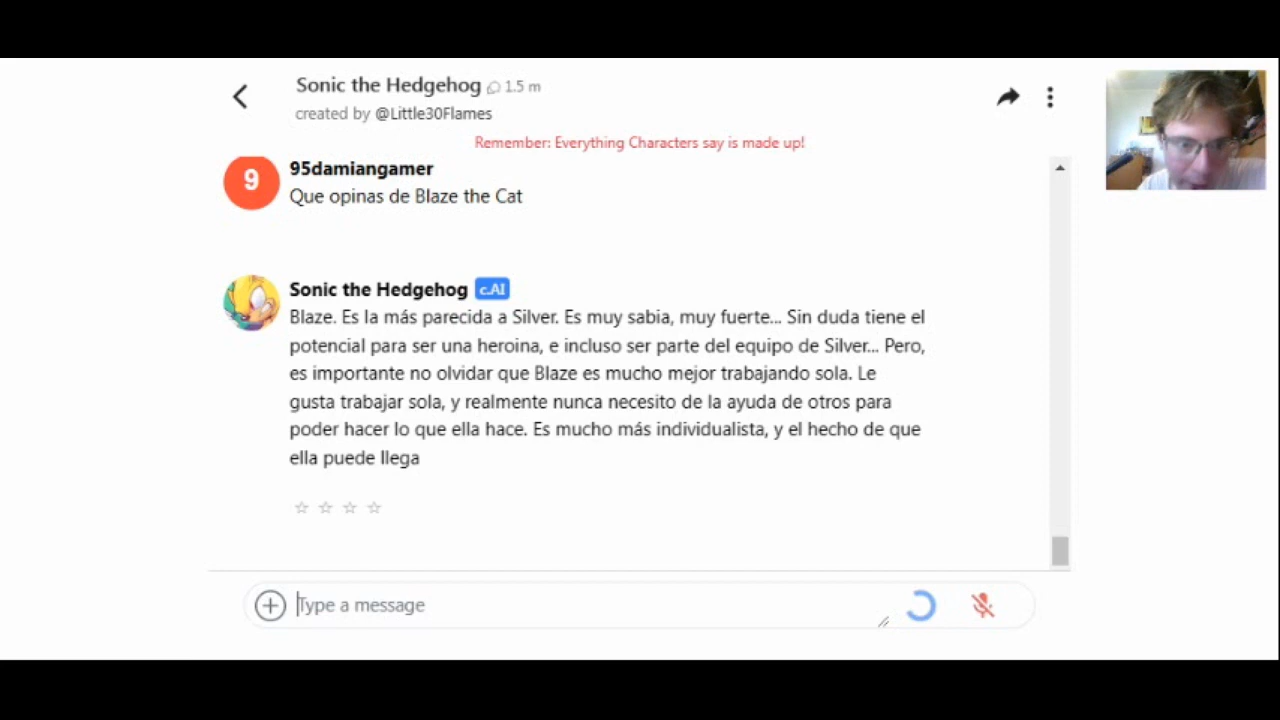 Sonic the Hedgehog 1.5 m
created by @Little30Flames
Remember: Everything Characters say is made up!
9
95damiangamer
Que opinas de Blaze the Cat
Sonic the Hedgehog c.AI
Blaze. Es la más parecida a Silver. Es muy sabia, muy fuerte... Sin duda tiene el
potencial para ser una heroina, e incluso ser parte del equipo de Silver... Pero,
es importante no olvidar que Blaze es mucho mejor trabajando sola. Le
gusta trabajar sola, y realmente nunca necesito de la ayuda de otros para
poder hacer lo que ella hace. Es mucho más individualista, y el hecho de que
ella puede llega
Type a message